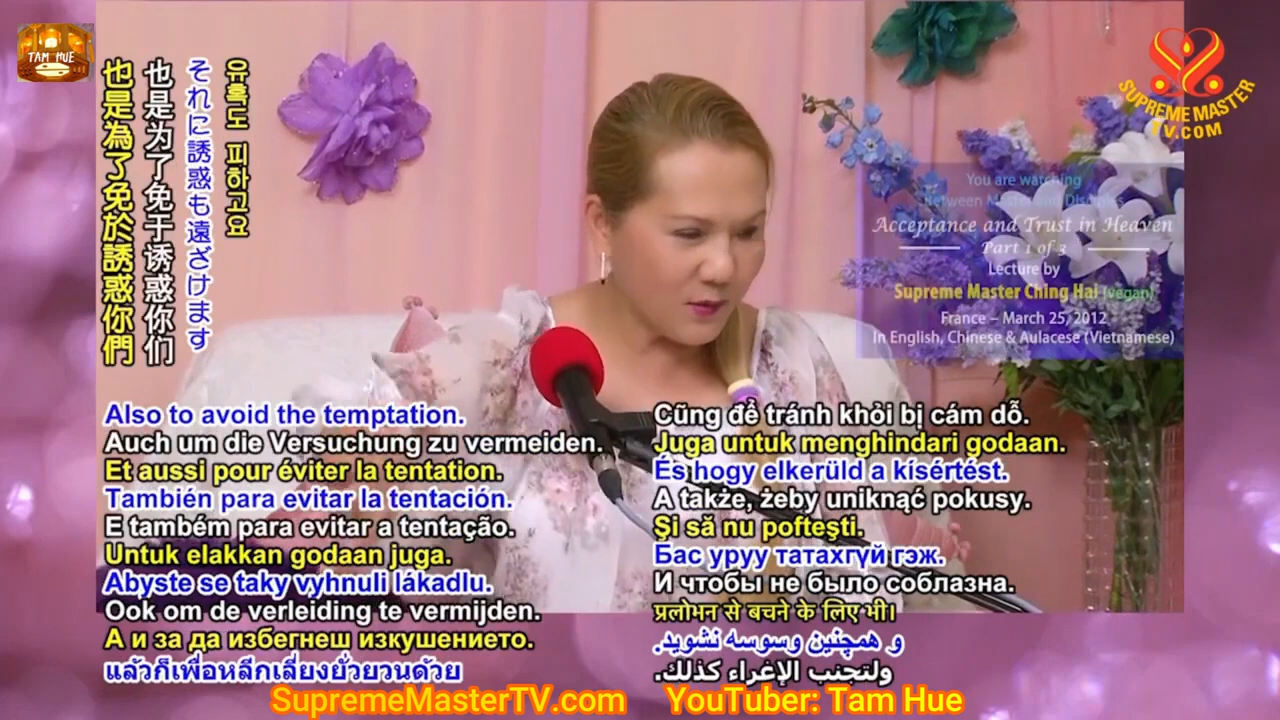 TAM HUE
SUPREME MASTER
TV.COM
유혹도 피하고요
それに誘惑も遠ざけます
也是为了免于诱惑你们
也是為了免於誘惑你們
You are watching
Between Master and Disciples
Acceptance and Trust in Heaven
Part 1 of 3
Lecture by
Supreme Master Ching Hai (vegan)
France – March 25, 2012
In English, Chinese & Aulacese (Vietnamese)
Also to avoid the temptation.
Auch um die Versuchung zu vermeiden.
Et aussi pour éviter la tentation.
También para evitar la tentación.
E também para evitar a tentação.
Untuk elakkan godaan juga.
Abyste se taky vyhnuli lákadlu.
Ook om de verleiding te vermijden.
А и за да избегнеш изкушението.
แล้วก็เพื่อหลีกเลี่ยงยั่วยวนด้วย
Cũng để tránh khỏi bị cám dỗ.
Juga untuk menghindari godaan.
És hogy elkerüld a kísértést.
A także, żeby uniknąć pokusy.
Şi să nu pofteşti.
Бас уруу татахгүй гэж.
И чтобы не было соблазна.
प्रलोभन से बचने के लिए भी।
و همچنین وسوسه نشوید.
ولتجنب الإغراء كذلك.
SupremeMasterTV.com
YouTuber: Tam Hue